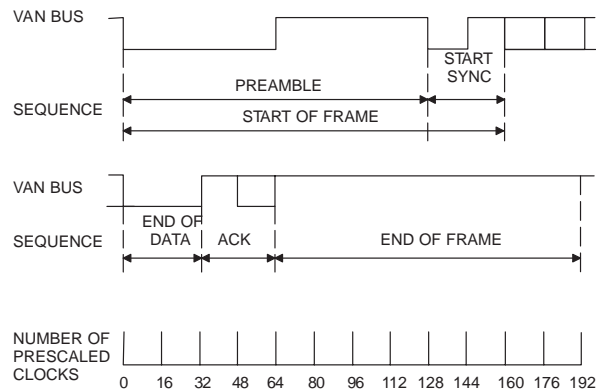 VAN BUS
START
SYNC
PREAMBLE
SEQUENCE
START OF FRAME
VAN BUS
END OF
DATA
ACK
END OF FRAME
SEQUENCE
NUMBER OF
PRESCALED
CLOCKS
0 16 32 48 64 80 96 112 128 144 160 176 192